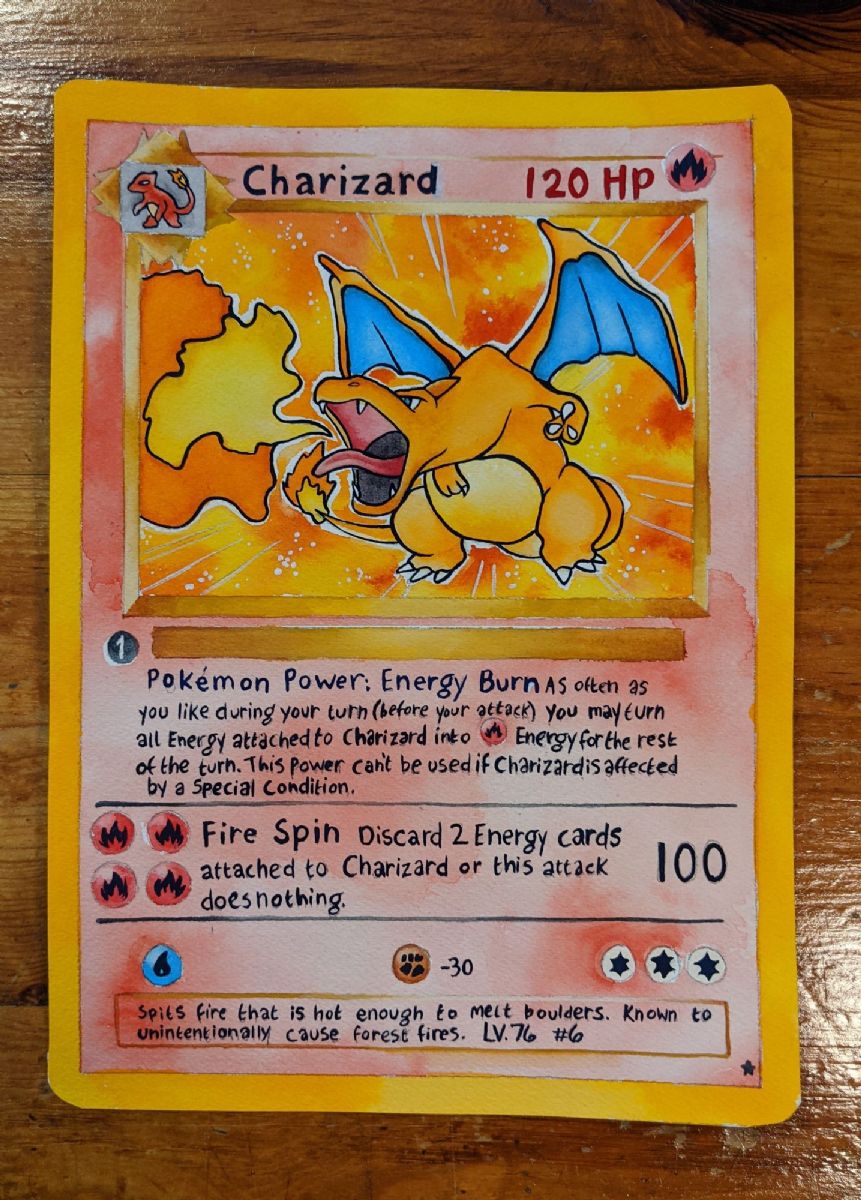 Charizard 120 HP
1
Pokémon Power: Energy Burn As often as
you like during your turn (before your attack) you may turn
all Energy attached to Charizard into Energy for the rest
of the turn. This Power can't be used if Charizard is affected
by a Special Condition.
Fire Spin Discard 2 Energy cards
attached to Charizard or this attack
does nothing.
100
-30
Spits fire that is hot enough to melt boulders. Known to
unintentionally cause forest fires. LV.76 #6